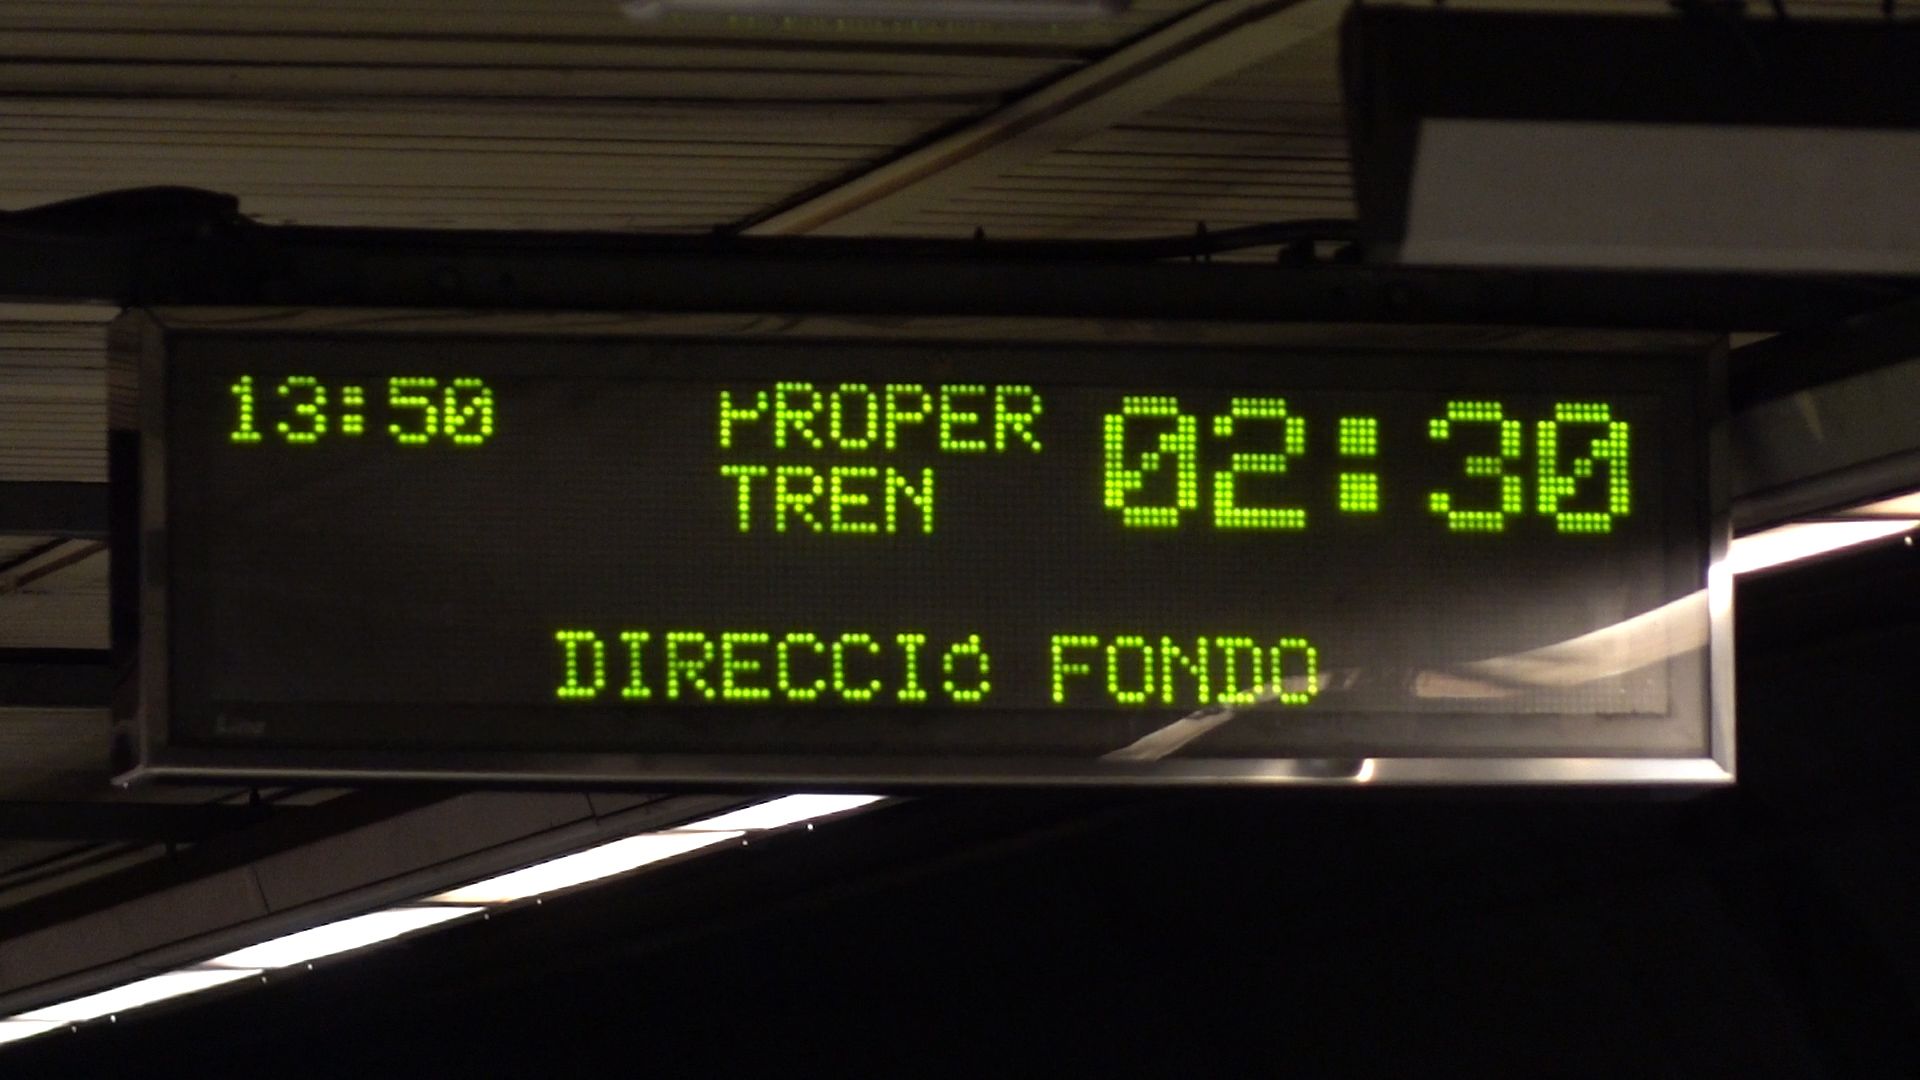 13:50 PROPER 02:30
TREN
DIRECCIó FONDO